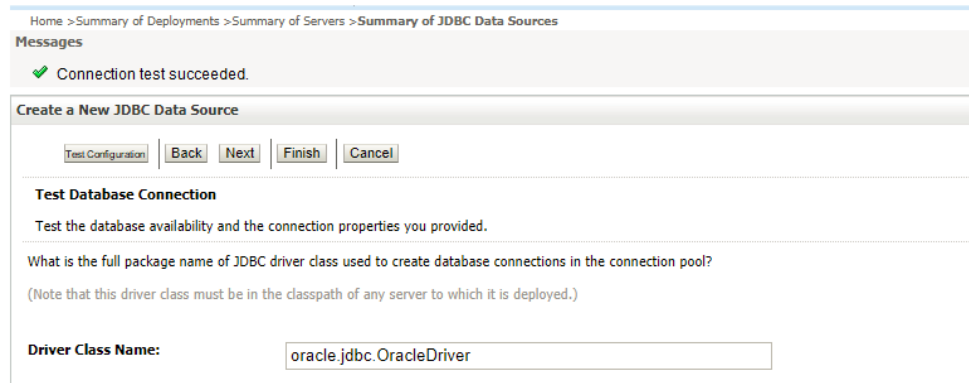 Home >Summary of Deployments >Summary of Servers >Summary of JDBC Data Sources
Messages
Connection test succeeded.
Create a New JDBC Data Source
Test Configuration Back Next Finish Cancel
Test Database Connection
Test the database availability and the connection properties you provided.
What is the full package name of JDBC driver class used to create database connections in the connection pool?
(Note that this driver class must be in the classpath of any server to which it is deployed.)
Driver Class Name: oracle.jdbc.OracleDriver